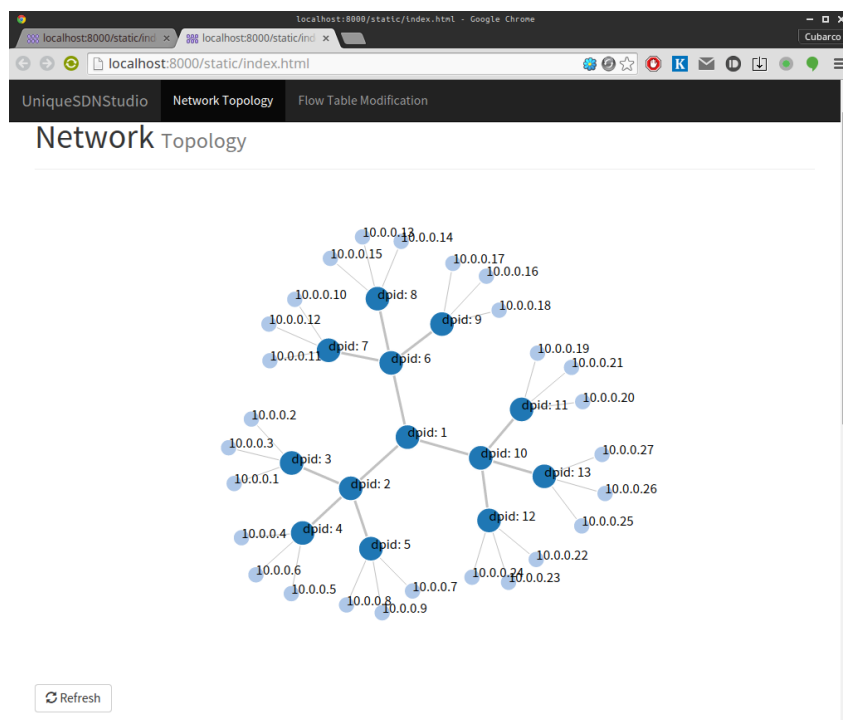 localhost:8000/static/index.html - Google Chrome
localhost:8000/static/ind × localhost:8000/static/ind × Cubarco
localhost:8000/static/index.html
UniqueSDNStudio Network Topology Flow Table Modification
Network Topology
10.0.0.13
10.0.0.14
10.0.0.15
10.0.0.17
10.0.0.16
10.0.0.10
dpid: 8
10.0.0.18
10.0.0.12
dpid: 9
dpid: 7
10.0.0.19
10.0.0.11
dpid: 6
10.0.0.21
10.0.0.20
dpid: 11
10.0.0.2
dpid: 1
10.0.0.3
10.0.0.27
dpid: 10
dpid: 3
dpid: 13
10.0.0.1
dpid: 2
10.0.0.26
dpid: 12
10.0.0.25
dpid: 4
10.0.0.4
dpid: 5
10.0.0.22
10.0.0.6
10.0.0.24
10.0.0.23
10.0.0.7
10.0.0.5
10.0.0.8
10.0.0.9
Refresh